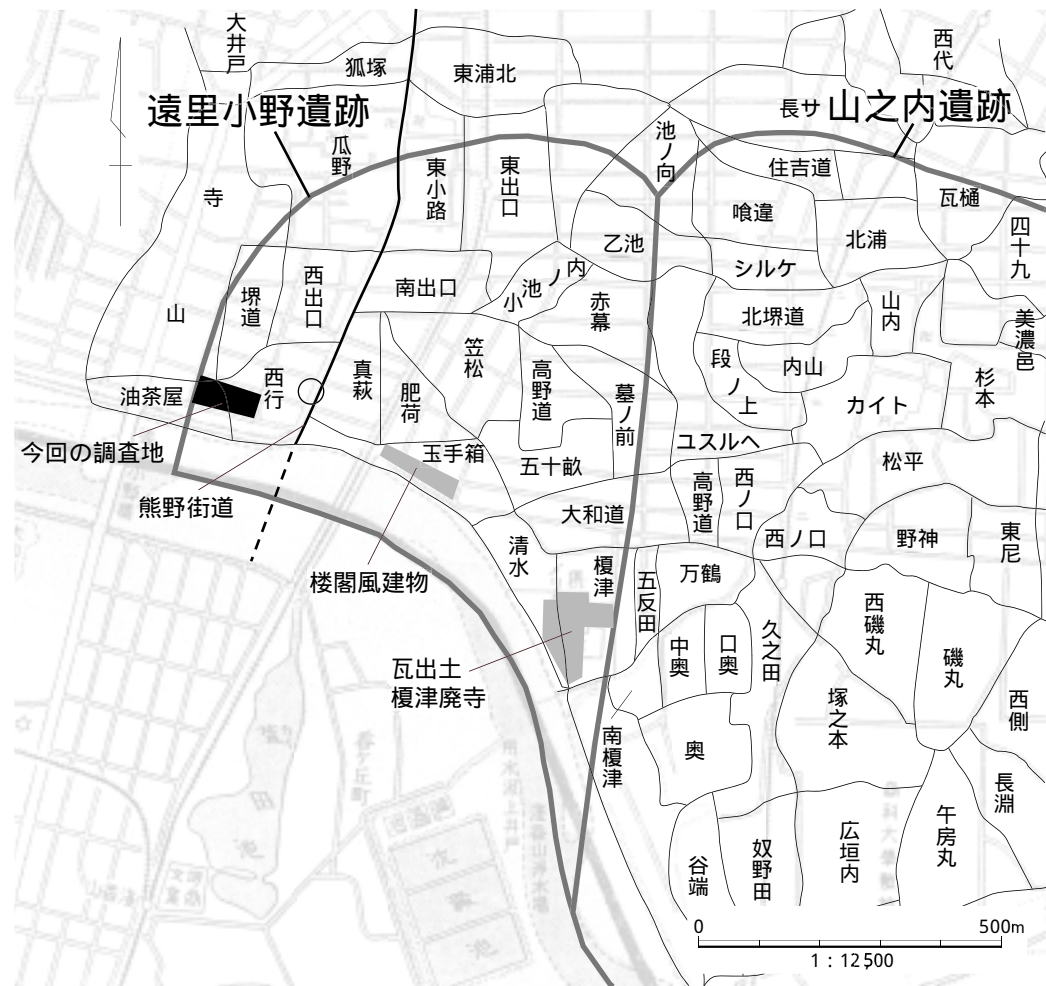 大井戸
狐塚
東浦北
西代
遠里小野遺跡
長サ
山之内遺跡
瓜野
池ノ向
住吉道
東小路
東出口
寺
瓦樋
喰違
四十九
乙池
北浦
シルケ
小池ノ内
西出口
南出口
堺道
赤幕
山
北堺道
山内
美濃邑
笠松
段ノ上
内山
真萩
高野道
西行
肥荷
墓ノ前
杉本
油茶屋
カイト
ユスルヘ
今回の調査地
玉手箱
五十畝
松平
高野道
西ノ口
熊野街道
大和道
西ノ口
野神
東尼
清水
榎津
五反田
万鶴
楼閣風建物
西磯丸
久之田
中奥
口奥
磯丸
瓦出土
榎津廃寺
塚之本
西側
南榎津
奥
長淵
午房丸
広垣内
奴野田
谷端
香ヶ丘町
0
500m
1：12,500